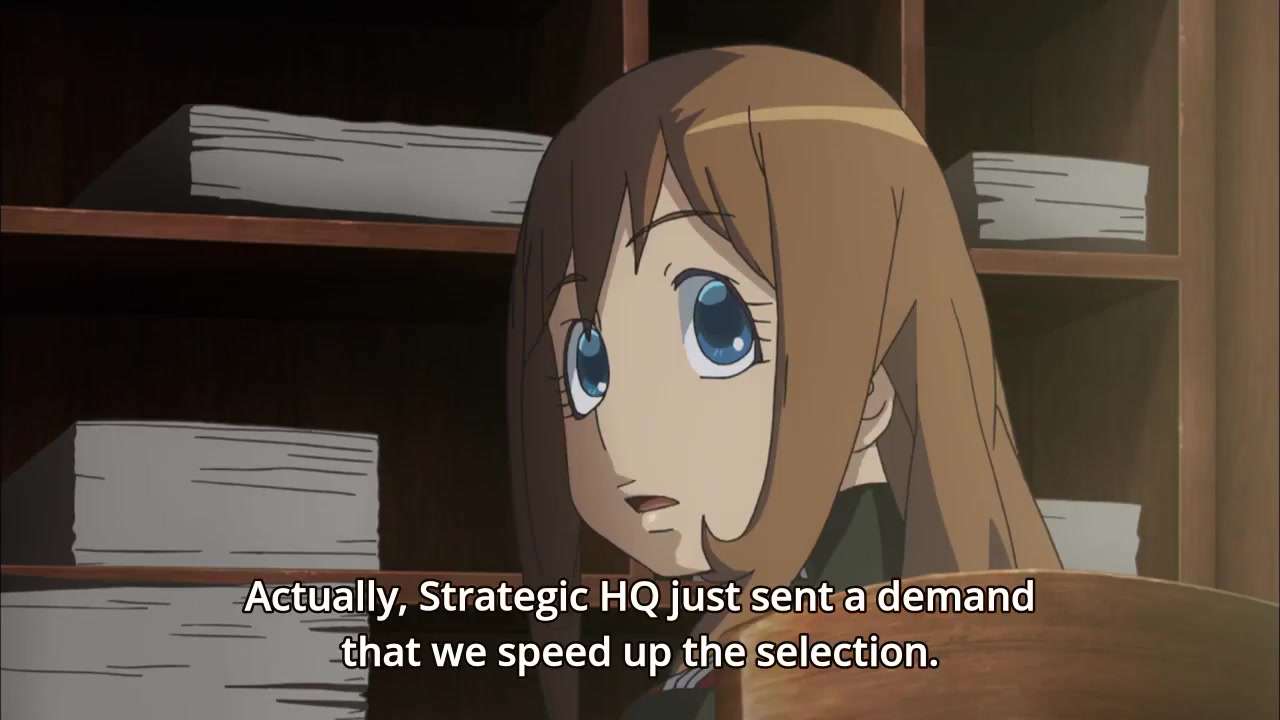 Actually, Strategic HQ just sent a demand
that we speed up the selection.